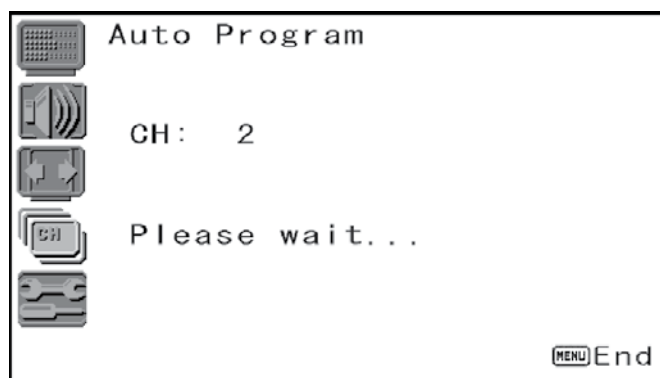 Auto Program
CH: 2
CH
Please wait...
MENU End